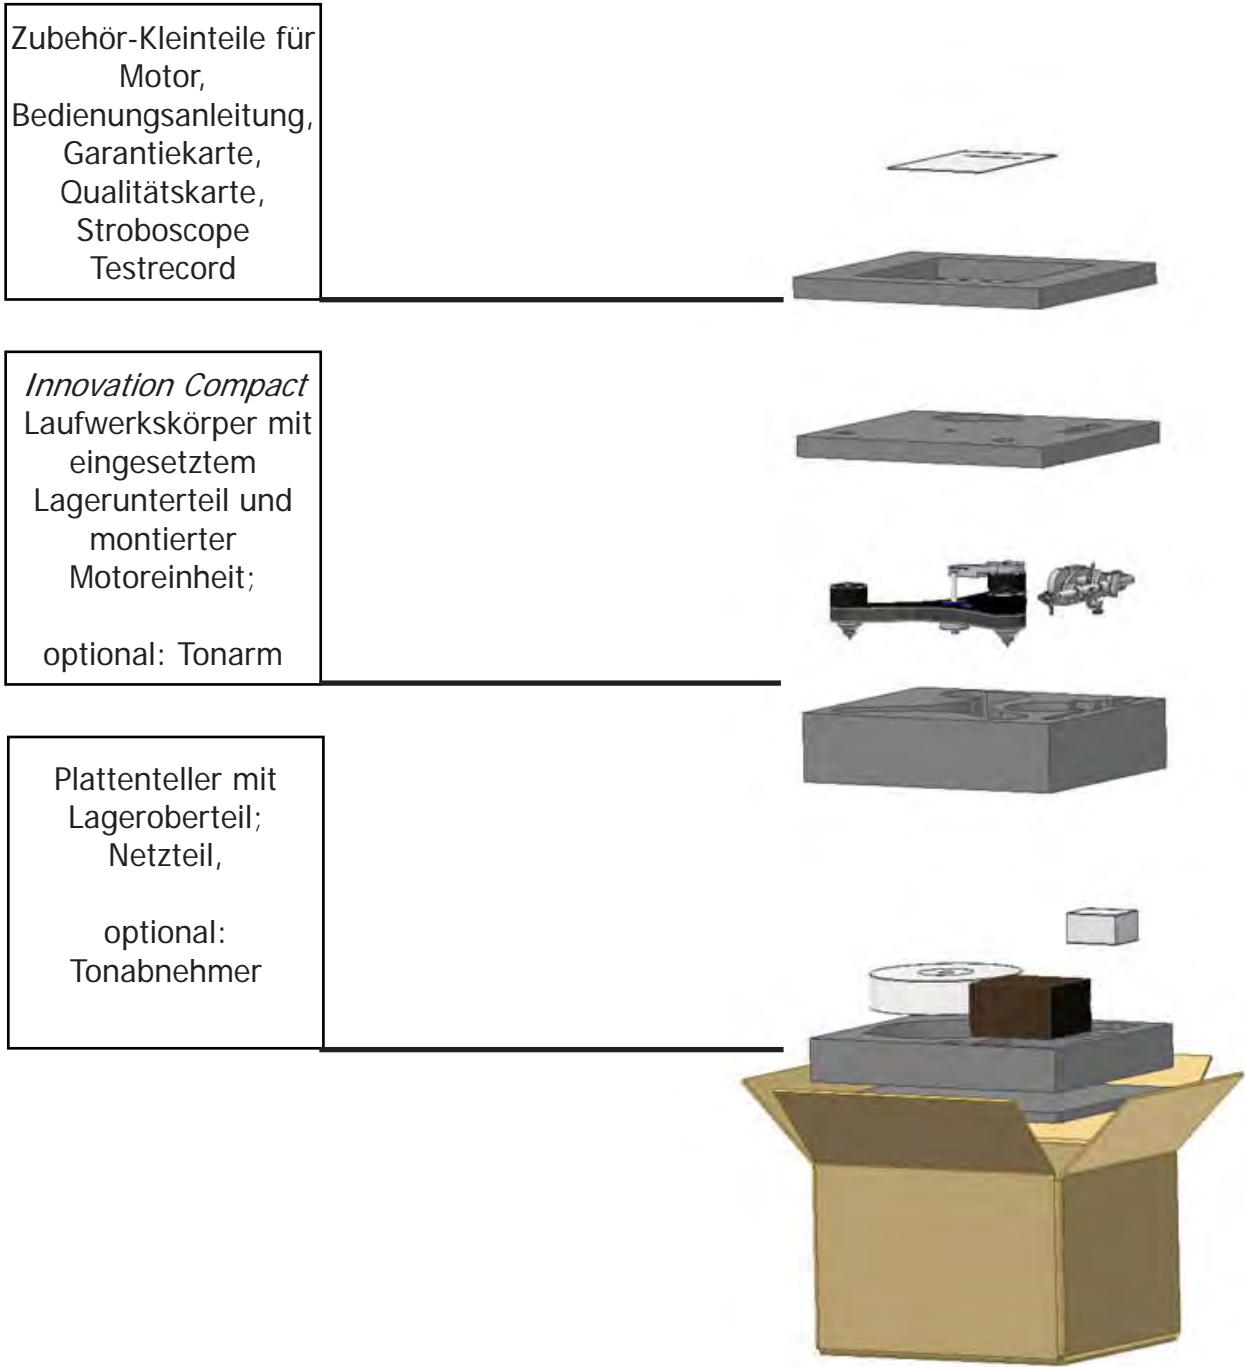 Zubehör-Kleinteile für
Motor,
Bedienungsanleitung,
Garantiekarte,
Qualitätskarte,
Stroboscope
Testrecord
Innovation Compact
Laufwerkskörper mit
eingesetztem
Lagerunterteil und
montierter
Motoreinheit;
optional: Tonarm
Plattenteller mit
Lageroberteil;
Netzteil,
optional:
Tonabnehmer